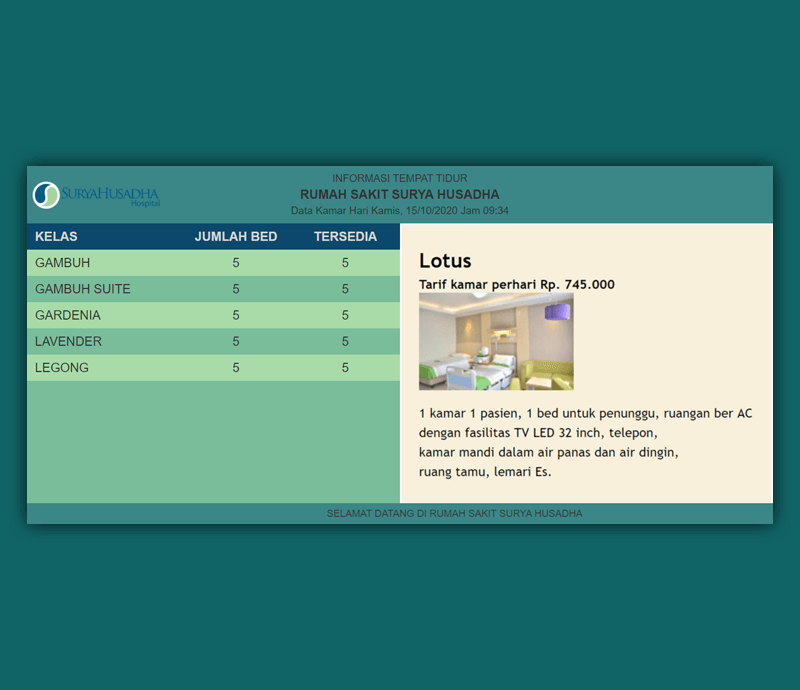 SURYAHUSADHA
Hospital
INFORMASI TEMPAT TIDUR
RUMAH SAKIT SURYA HUSADHA
Data Kamar Hari Kamis, 15/10/2020 Jam 09:34
KELAS JUMLAH BED TERSEDIA
GAMBUH 5 5
GAMBUH SUITE 5 5
GARDENIA 5 5
LAVENDER 5 5
LEGONG 5 5
Lotus
Tarif kamar perhari Rp. 745.000
1 kamar 1 pasien, 1 bed untuk penunggu, ruangan ber AC
dengan fasilitas TV LED 32 inch, telepon,
kamar mandi dalam air panas dan air dingin,
ruang tamu, lemari Es.
SELAMAT DATANG DI RUMAH SAKIT SURYA HUSADHA